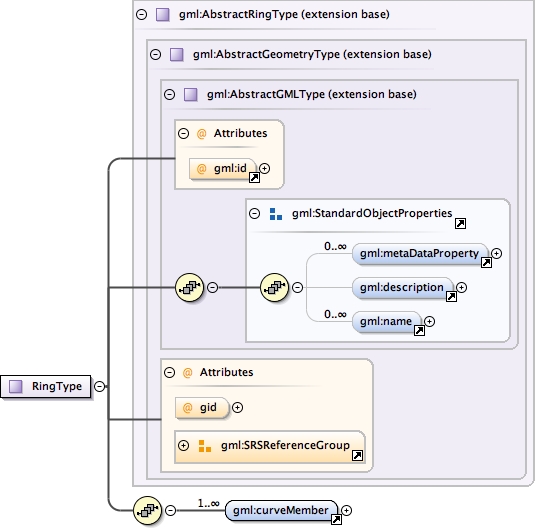 gml:AbstractRingType (extension base)
gml:AbstractGeometryType (extension base)
gml:AbstractGMLType (extension base)
@ Attributes
@ gml:id
gml:StandardObjectProperties
0..∞
gml:metaDataProperty
gml:description
0..∞
gml:name
@ Attributes
RingType
@ gid
gml:SRSReferenceGroup
1..∞
gml:curveMember